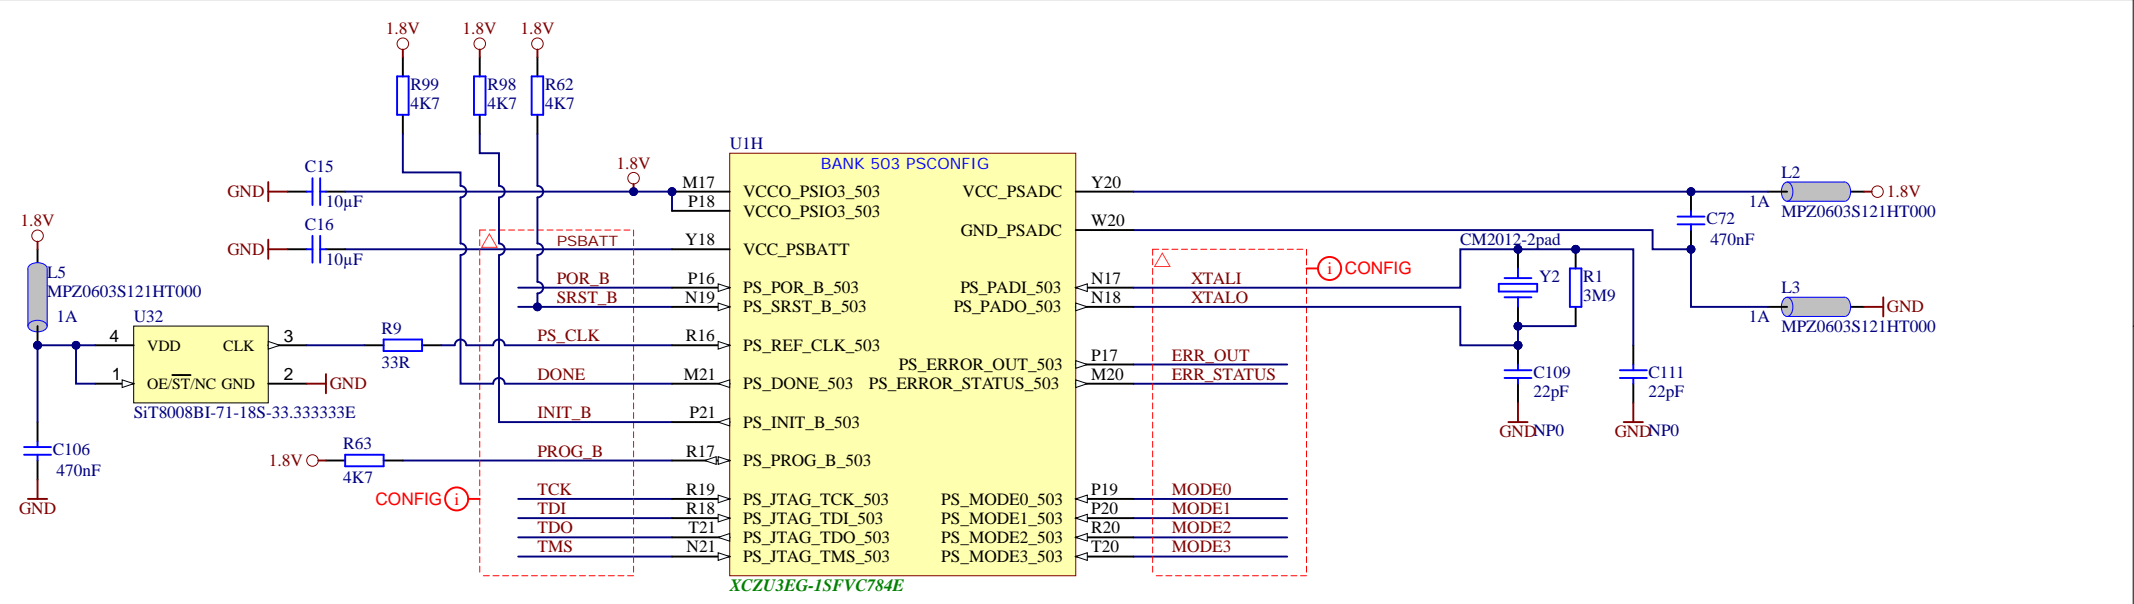 1.8V
1.8V
1.8V
R99
4K7
R98
4K7
R62
4K7
U1H
BANK 503 PSCONFIG
C15
GND
10µF
1.8V
M17
VCCO_PSIO3_503
P18
VCCO_PSIO3_503
C16
GND
10µF
PSBATT
Y18
VCC_PSBATT
POR_B
P16
PS_POR_B_503
SRST_B
N19
PS_SRST_B_503
1.8V
L5
MPZ0603S121HT000
1A
U32
4
VDD
CLK
3
1
OE/ST/NC
GND
2
GND
SiT8008BI-71-18S-33.333333E
C106
470nF
GND
R9
33R
PS_CLK
R16
PS_REF_CLK_503
DONE
M21
PS_DONE_503
INIT_B
P21
PS_INIT_B_503
1.8V
R63
4K7
PROG_B
R17
PS_PROG_B_503
CONFIG
i
TCK
R19
PS_JTAG_TCK_503
TDI
R18
PS_JTAG_TDI_503
TDO
T21
PS_JTAG_TDO_503
TMS
N21
PS_JTAG_TMS_503
XCZU3EG-1SFVC784E
VCC_PSADC
Y20
GND_PSADC
W20
PS_PADI_503
N17
XTALI
PS_PADO_503
N18
XTALO
PS_ERROR_OUT_503
P17
ERR_OUT
PS_ERROR_STATUS_503
M20
ERR_STATUS
PS_MODE0_503
P19
MODE0
PS_MODE1_503
P20
MODE1
PS_MODE2_503
R20
MODE2
PS_MODE3_503
T20
MODE3
i
CONFIG
CM2012-2pad
Y2
R1
3M9
C109
22pF
GND
NP0
C111
22pF
GND
NP0
C72
470nF
L2
1A
1.8V
MPZ0603S121HT000
L3
1A
GND
MPZ0603S121HT000